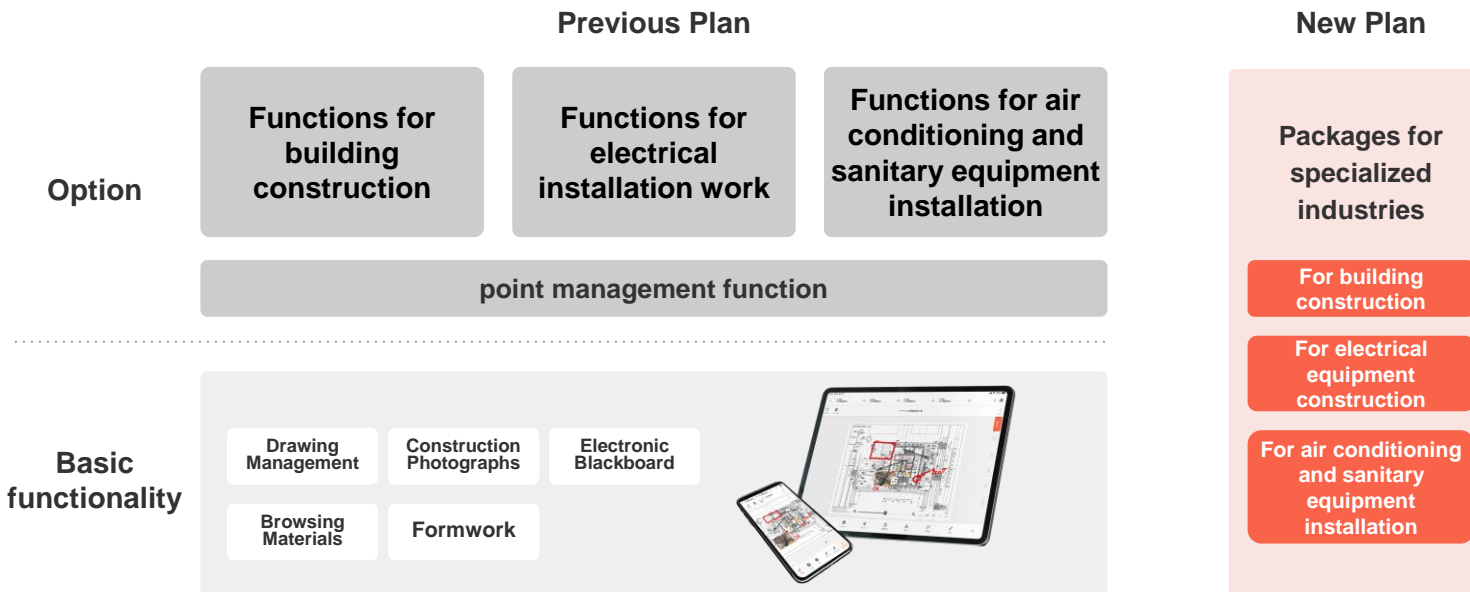 Previous Plan
New Plan
Option
Functions for
building
construction
Functions for
electrical
installation work
Functions for air
conditioning and
sanitary equipment
installation
point management function
Packages for
specialized
industries
For building
construction
For electrical
equipment
construction
For air conditioning
and sanitary
equipment
installation
Basic
functionality
Drawing
Management
Construction
Photographs
Electronic
Blackboard
Browsing
Materials
Formwork